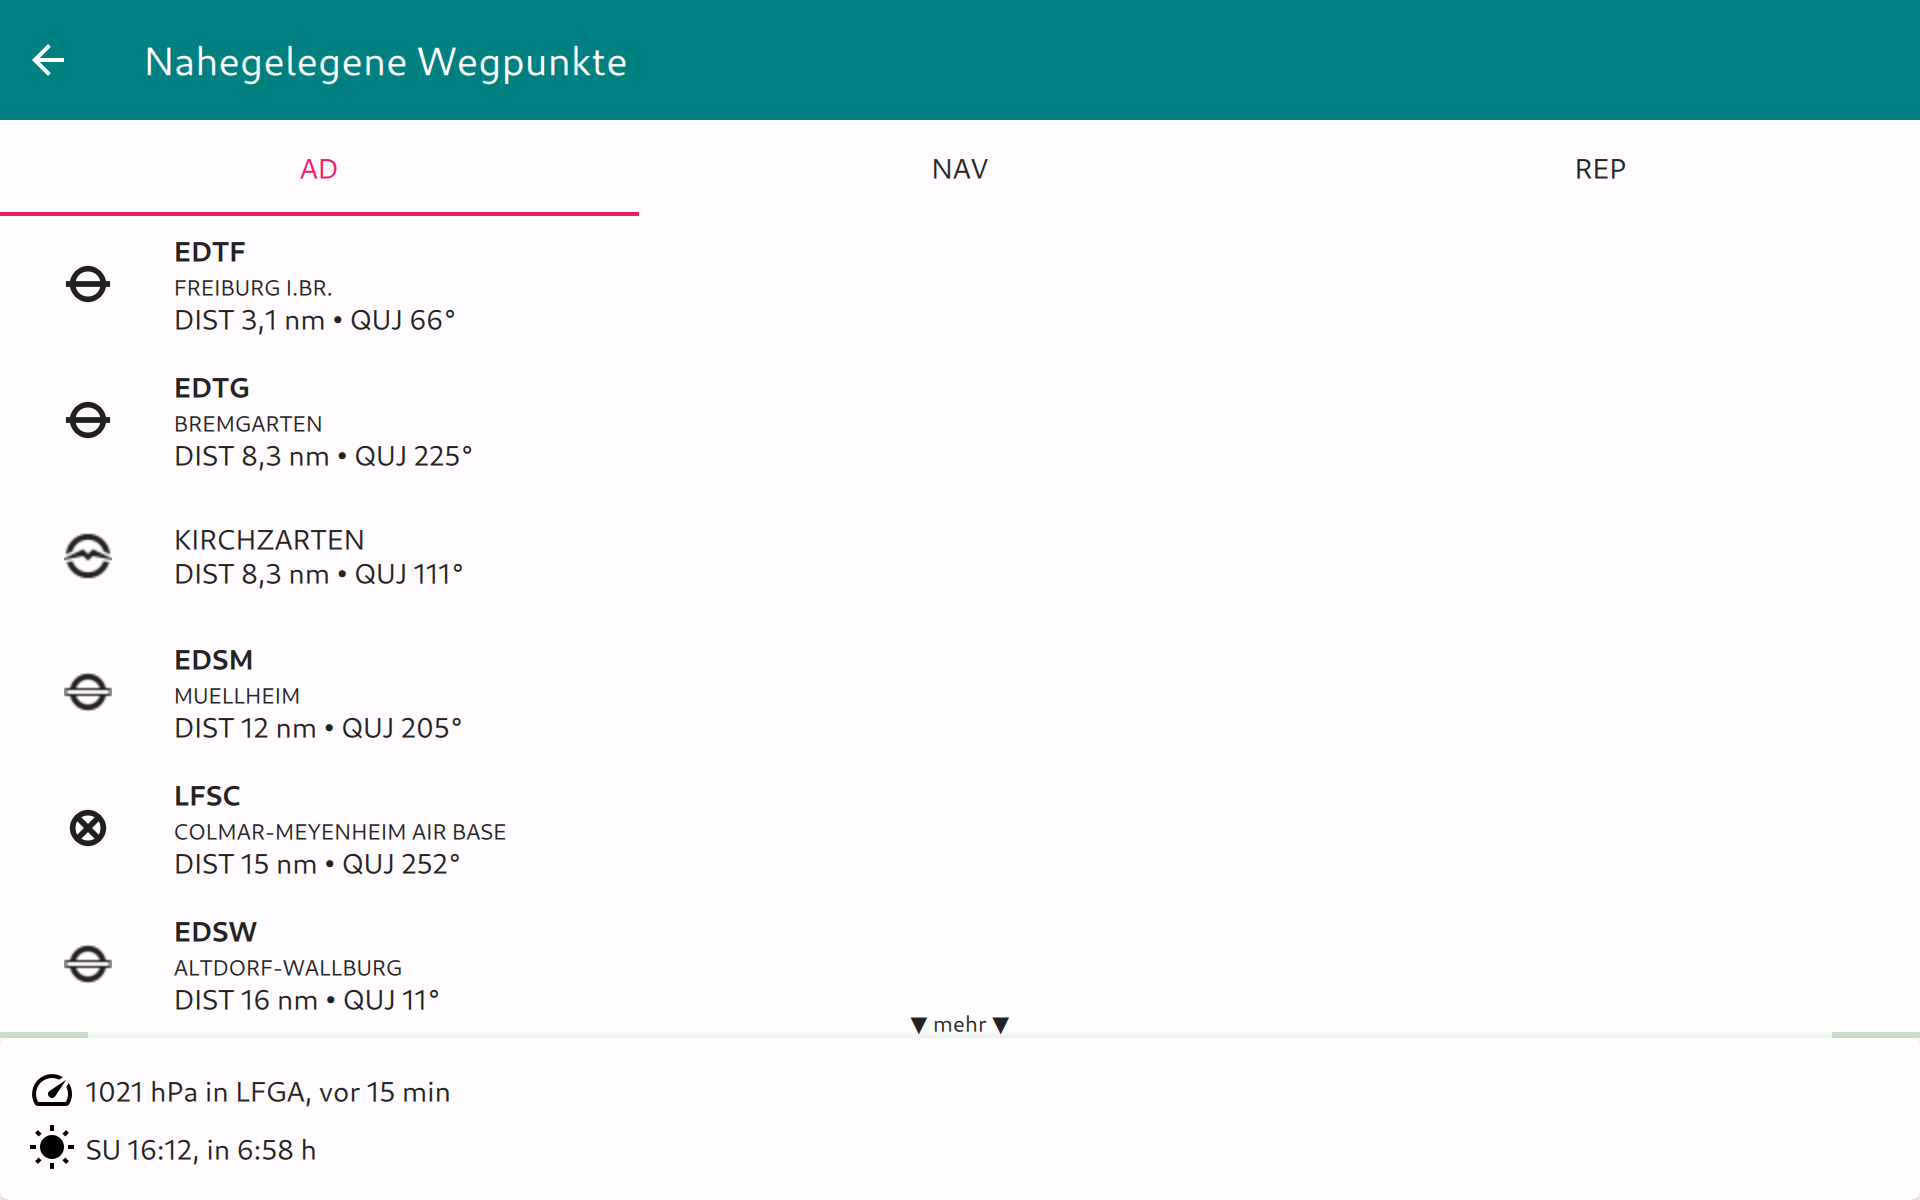 Nahegelegene Wegpunkte
AD
NAV
REP
EDTF
FREIBURG I.BR.
DIST 3,1 nm • QUJ 66°
EDTG
BREMGARTEN
DIST 8,3 nm • QUJ 225°
KIRCHZARTEN
DIST 8,3 nm • QUJ 111°
EDSM
MUELLHEIM
DIST 12 nm • QUJ 205°
LFSC
COLMAR-MEYENHEIM AIR BASE
DIST 15 nm • QUJ 252°
EDSW
ALTDORF-WALLBURG
DIST 16 nm • QUJ 11°
▼ mehr ▼
1021 hPa in LFGA, vor 15 min
SU 16:12, in 6:58 h